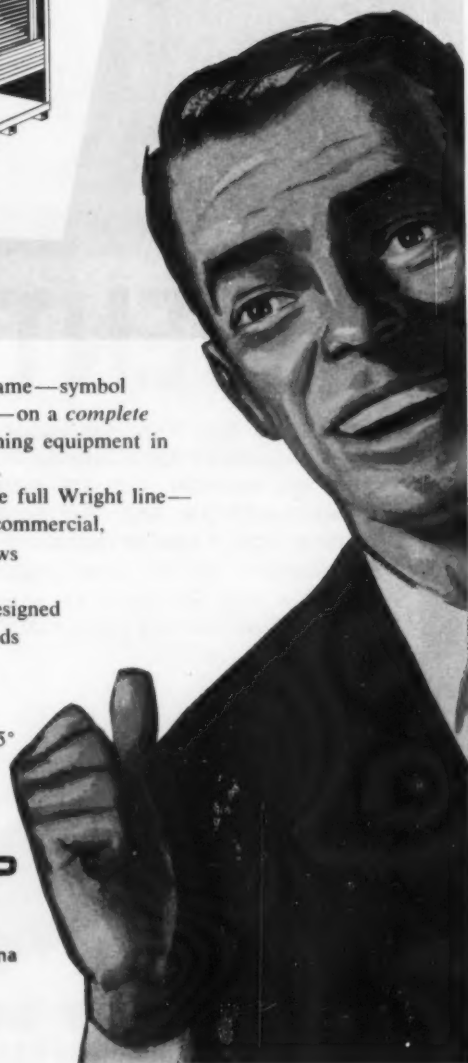 ame—symbol
—on a complete
ning equipment in
e full Wright line—
commercial,
ws
esigned
ds
5°
na